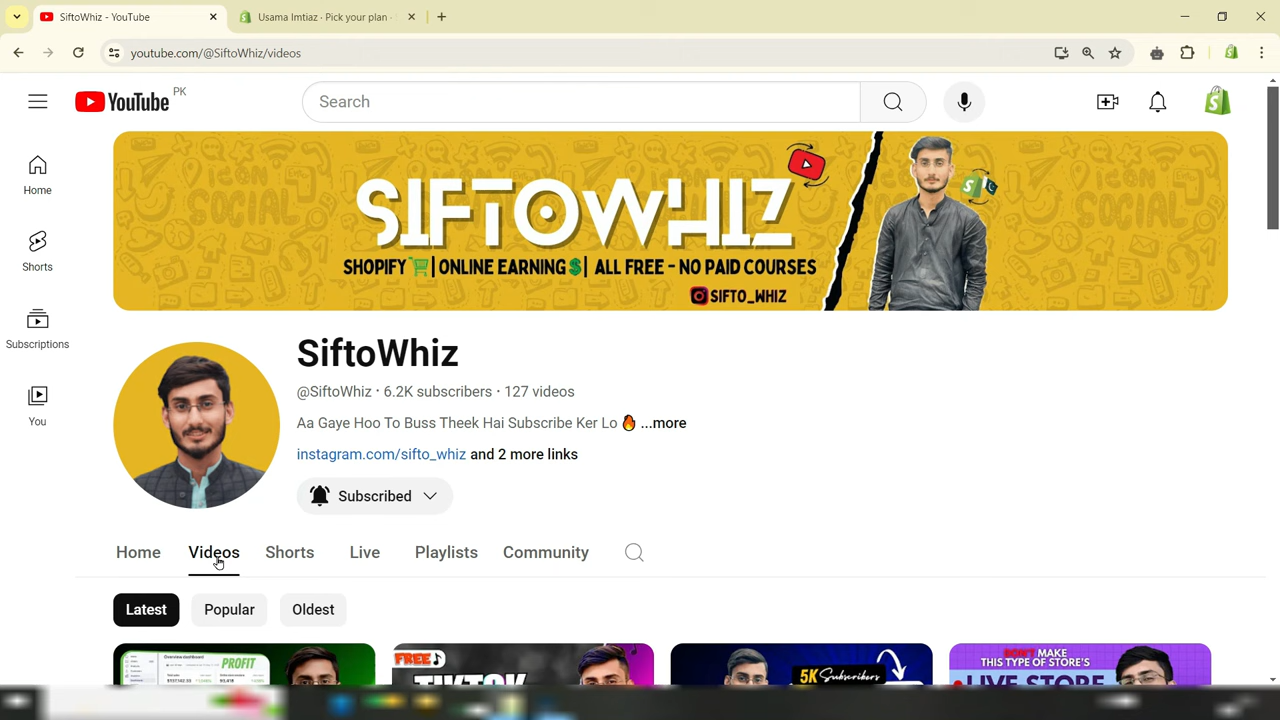 SiftoWhiz - YouTube
Usama Imtiaz · Pick your plan ·
youtube.com/@SiftoWhiz/videos
YouTube PK
Search
SIFTOWHIZ
SHOPIFY | ONLINE EARNING | ALL FREE - NO PAID COURSES
SIFTO_WHIZ
Home
Shorts
Subscriptions
You
SiftoWhiz
@SiftoWhiz · 6.2K subscribers · 127 videos
Aa Gaye Hoo To Buss Theek Hai Subscribe Ker Lo 🔥 ...more
instagram.com/sifto_whiz and 2 more links
Subscribed
Home Videos Shorts Live Playlists Community
Latest Popular Oldest
Overview dashboard
PROFIT
FREE
TIKTOK
5K Subscribers
DON'T MAKE
THIS TYPE OF STORE'S
LIVE STORE